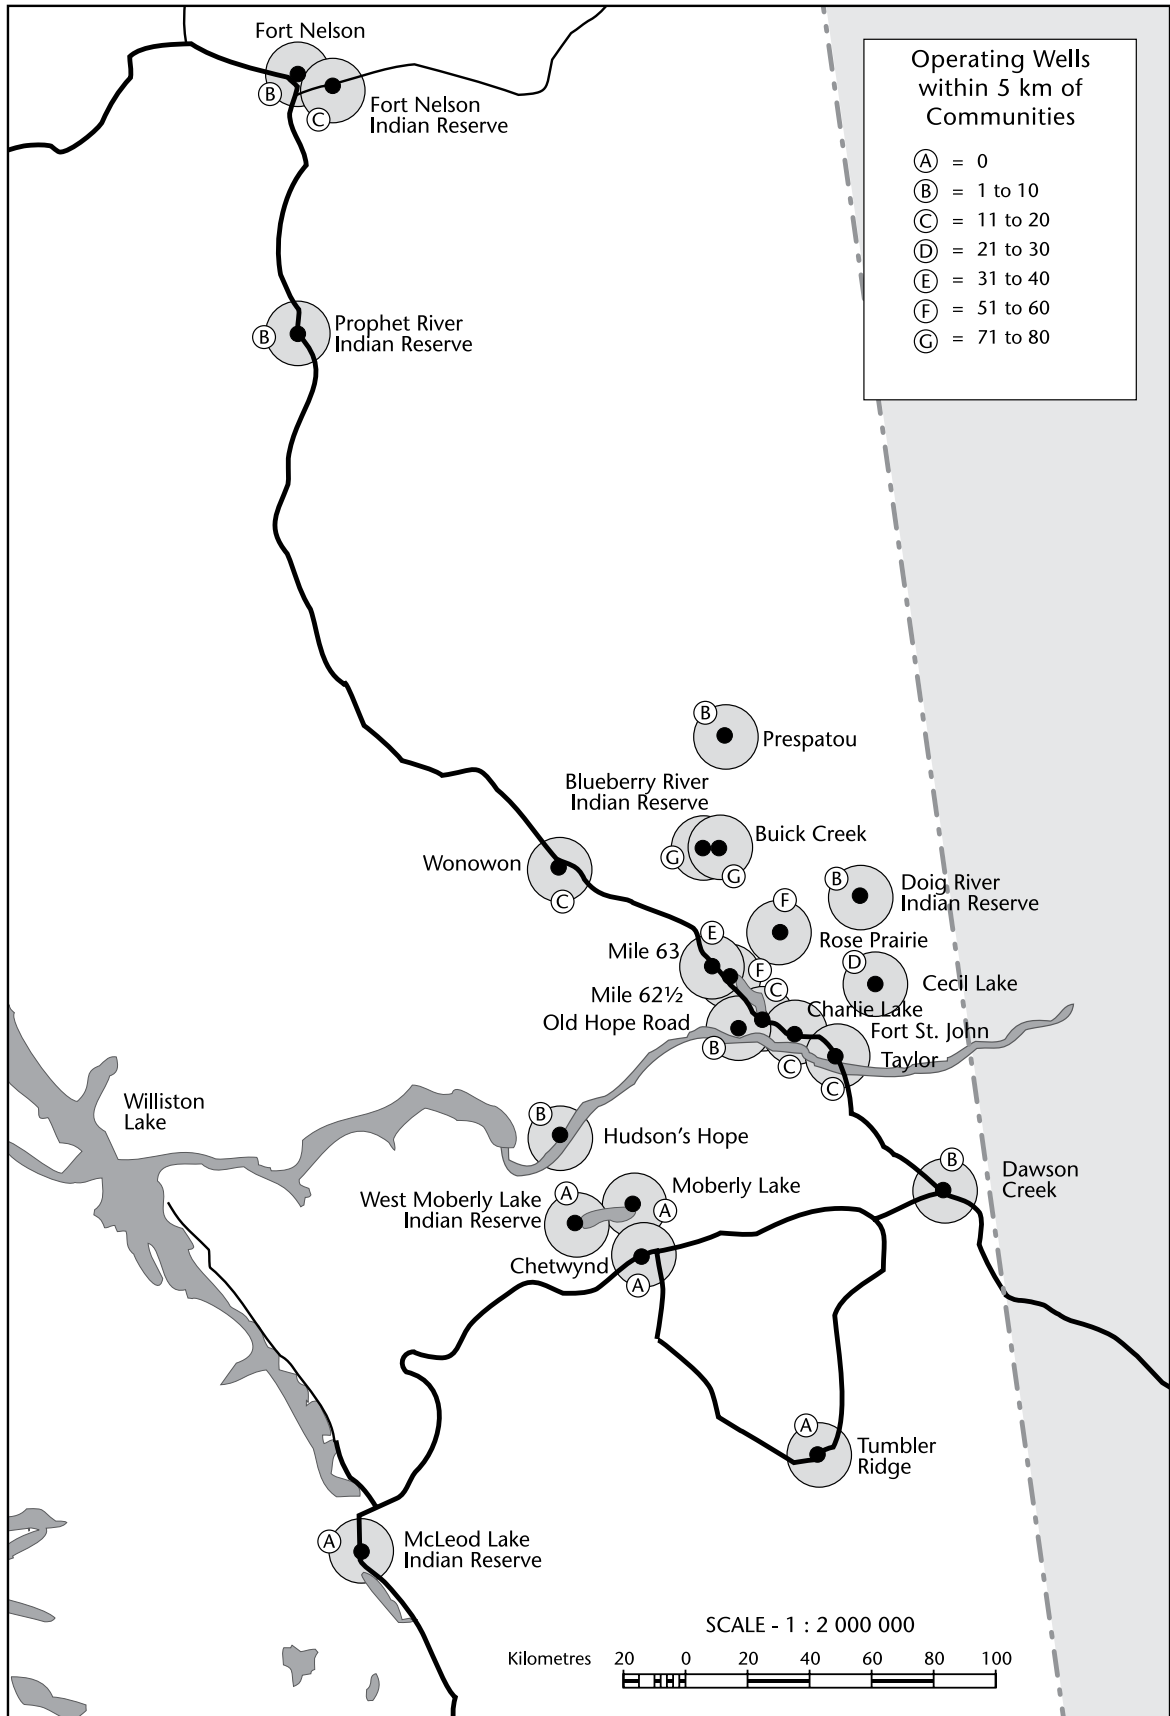 Fort Nelson
B
Fort Nelson
Indian Reserve
C
Operating Wells
within 5 km of
Communities
A = 0
B = 1 to 10
C = 11 to 20
D = 21 to 30
E = 31 to 40
F = 51 to 60
G = 71 to 80
B
Prophet River
Indian Reserve
B
Prespatou
Blueberry River
Indian Reserve
G
Buick Creek
G
Wonowon
C
B
Doig River
Indian Reserve
F
Rose Prairie
Mile 63
E
D
Cecil Lake
Mile 62½
F
C
Charlie Lake
Old Hope Road
B
Fort St. John
C
Taylor
C
Williston
Lake
B
Hudson's Hope
B
Dawson
Creek
West Moberly Lake
Indian Reserve
A
Moberly Lake
A
Chetwynd
A
A
Tumbler
Ridge
A
McLeod Lake
Indian Reserve
SCALE - 1 : 2 000 000
Kilometres 20 0 20 40 60 80 100